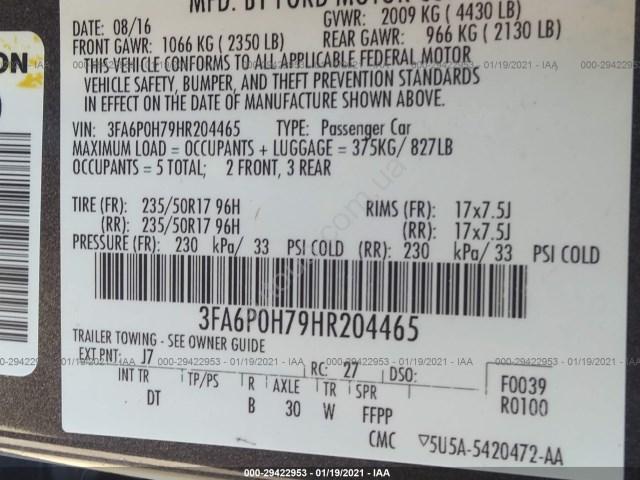 MFD. BY FORD MOTOR CO
DATE: 08/16 GVWR: 2009 KG ( 4430 LB)
FRONT GAWR: 1066 KG ( 2350 LB) REAR GAWR: 966 KG ( 2130 LB)
THIS VEHICLE CONFORMS TO ALL APPLICABLE FEDERAL MOTOR
VEHICLE SAFETY, BUMPER, AND THEFT PREVENTION STANDARDS
IN EFFECT ON THE DATE OF MANUFACTURE SHOWN ABOVE.
ON
VIN: 3FA6P0H79HR204465 TYPE: Passenger Car
MAXIMUM LOAD = OCCUPANTS + LUGGAGE = 375KG/ 827LB
OCCUPANTS = 5 TOTAL; 2 FRONT, 3 REAR
TIRE (FR): 235/50R17 96H RIMS (FR): 17x7.5J
(RR): 235/50R17 96H (RR): 17x7.5J
PRESSURE (FR): 230 kPa/ 33 PSI COLD (RR): 230 kPa/ 33 PSI COLD
3FA6P0H79HR204465
TRAILER TOWING - SEE OWNER GUIDE
EXT PNT: J7 RC: 27 DSO: F0039
INT TR TP/PS R AXLE TR SPR R0100
DT B 30 W FFPP
CMC ▽5U5A-5420472-AA
000-29422953 - 01/19/2021 - IAA